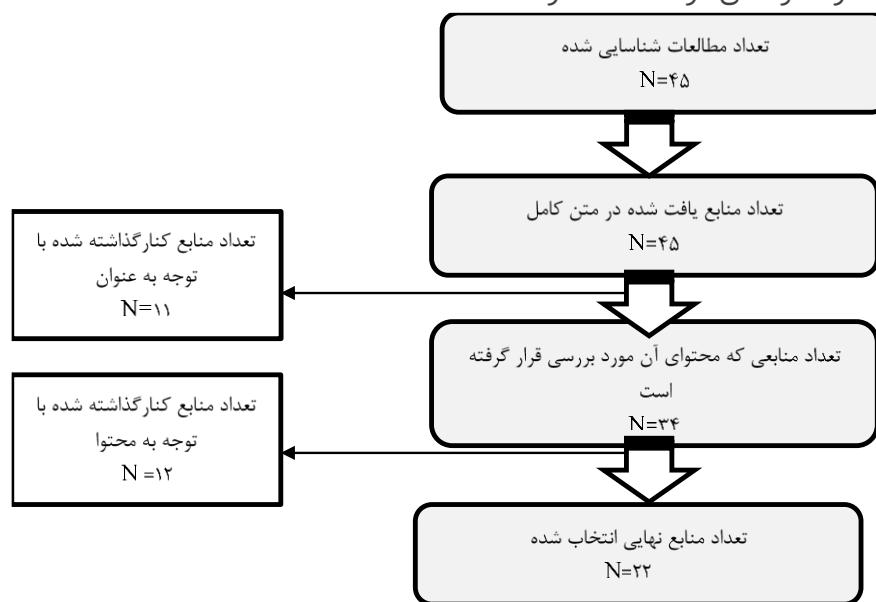 تعداد مطالعات شناسایی شده
N=۴۵
تعداد منابع یافت شده در متن کامل
N=۴۵
تعداد منابع کنارگذاشته شده با
توجه به عنوان
N=۱۱
تعداد منابعی که محتوای آن مورد بررسی قرار گرفته
است
N=۳۴
تعداد منابع کنارگذاشته شده با
توجه به محتوا
N =۱۲
تعداد منابع نهایی انتخاب شده
N=۲۲